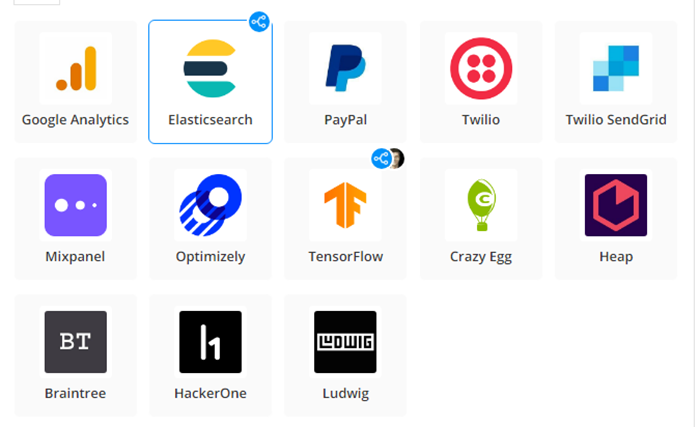 Google Analytics
Elasticsearch
PayPal
Twilio
Twilio SendGrid
Mixpanel
Optimizely
TensorFlow
Crazy Egg
Heap
BT
LUDWIG
Braintree
HackerOne
Ludwig